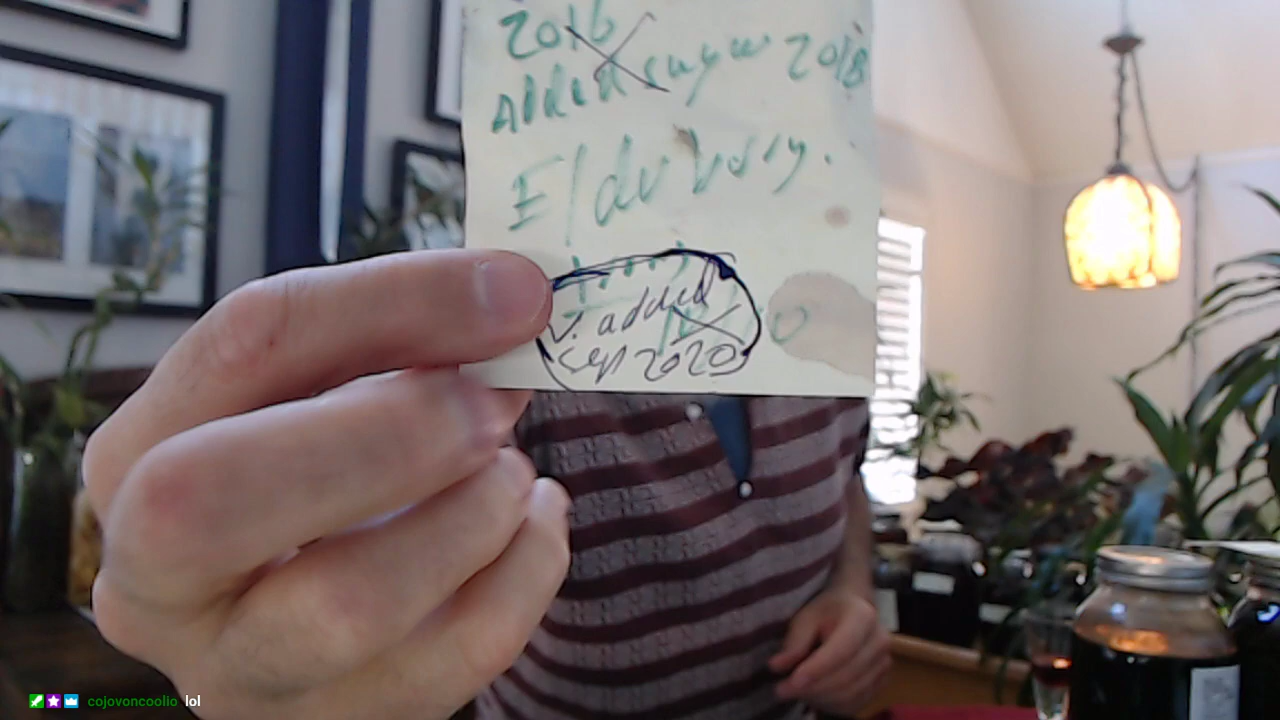 2016
Added sugar 2018
Elderberry.
V. added
Sep 2020
cojovoncoolio lol